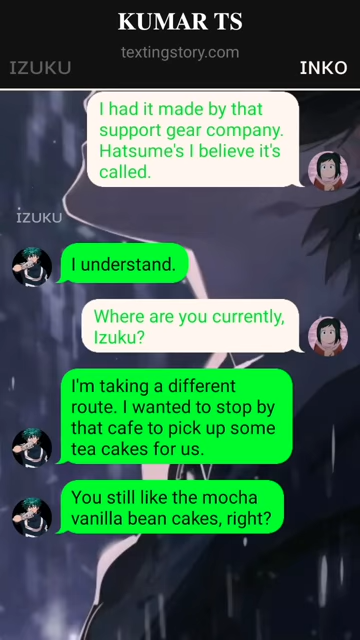 KUMAR TS
textingstory.com
IZUKU
INKO
I had it made by that
support gear company.
Hatsume's I believe it's
called.
IZUKU
I understand.
Where are you currently,
Izuku?
I'm taking a different
route. I wanted to stop by
that cafe to pick up some
tea cakes for us.
You still like the mocha
vanilla bean cakes, right?